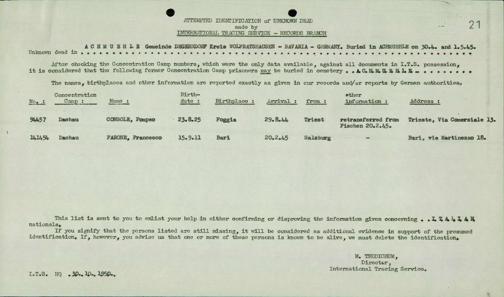 21
ATTEMPTED IDENTIFICATION of UNKNOWN DEAD
made by
INTERNATIONAL TRACING SERVICE - RECORDS BRANCH
Unknown dead in ACHMUEHLE Gemeinde DEGERNDORF Kreis WOLFRATSHAUSEN - BAVARIA - GERMANY. Buried in ACHMUEHLE on 30.4. and 1.5.45.
After checking the Concentration Camp numbers, which were the only data available, against all documents in I.T.S. possession,
it is considered that the following former Concentration Camp prisoners may be buried in cemetery ..ACHMUEHLE..
The names, birthplaces and other information are reported exactly as given in our records and/or reports by German authorities.
No.: Concentration Camp: Name: Birth-date: Birthplace: Arrival: from: other information: Address:
94457 Dachau CONSOLE, Pompeo 23.8.25 Foggia 29.8.44 Triest retransferred from Trieste, Via Comersiale 13.
Fischen 20.2.45.
141454 Dachau PARONE, Francesco 15.9.11 Bari 20.2.45 Salzburg - Bari, via Martinesso 18.
This list is sent to you to enlist your help in either confirming or disproving the information given concerning ..ITALIAN
nationals.
If you signify that the persons listed are still missing, it will be considered as additional evidence in support of the presumed
identification. If, however, you advise us that one or more of these persons is known to be alive, we must delete the identification.
M. THUDICHUM,
Director,
International Tracing Service.
I.T.S. HQ .30.10.1950.